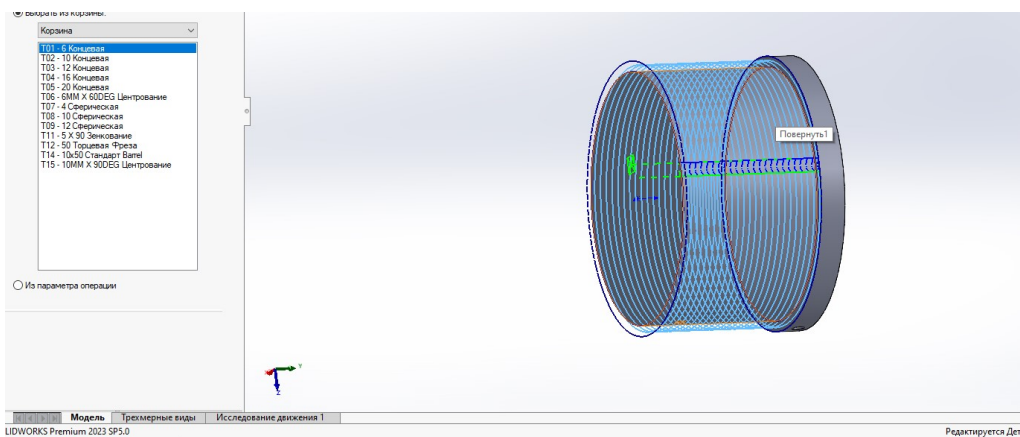 Выбрать из корзины:
Корзина
T01 - 6 Концевая
T02 - 10 Концевая
T03 - 12 Концевая
T04 - 16 Концевая
T05 - 20 Концевая
T06 - 6MM X 60DEG Центрование
T07 - 4 Сферическая
T08 - 10 Сферическая
T09 - 12 Сферическая
T11 - 5 X 90 Зенкование
T12 - 50 Торцевая Фреза
T14 - 10x50 Стандарт Barrel
T15 - 10MM X 90DEG Центрование
Из параметра операции
Повернуть1
Y
Z
Модель Трехмерные виды Исследование движения 1
LIDWORKS Premium 2023 SP5.0
Редактируется Дет